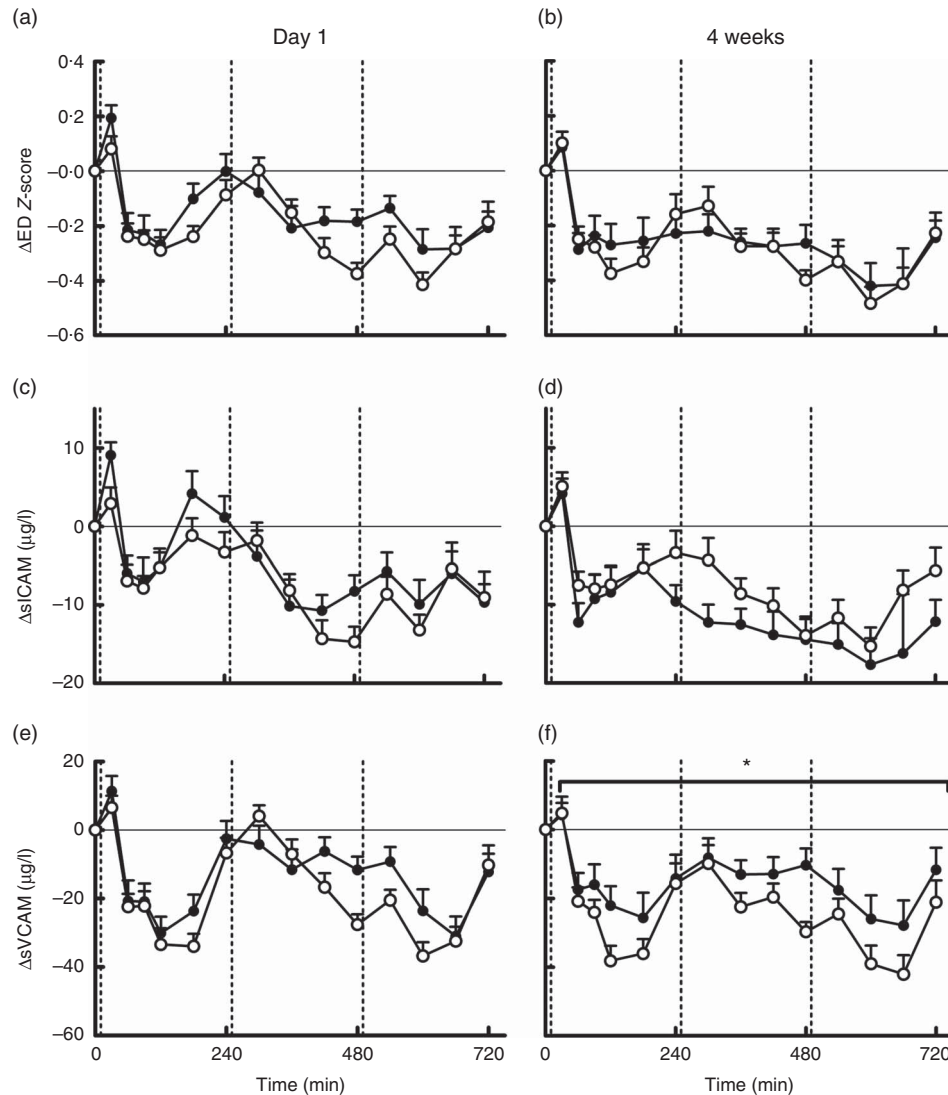 (a)
(b)
Day 1
4 weeks
0·4
0·2
–0·0
–0·2
–0·4
–0·6
ΔED Z-score
(c)
(d)
10
0
–10
–20
ΔsICAM (µg/l)
(e)
(f)
20
0
–20
–40
–60
ΔsVCAM (µg/l)
*
0
240
480
720
0
240
480
720
Time (min)
Time (min)